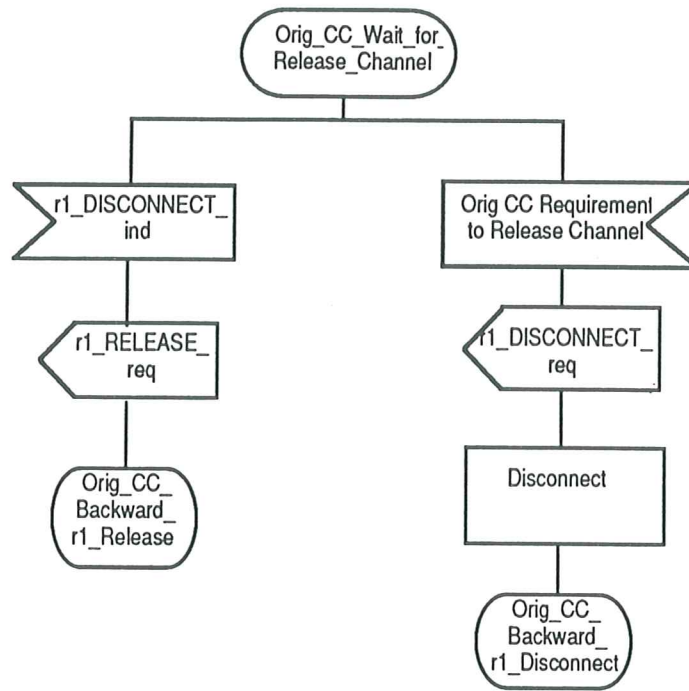 Orig_CC_Wait_for_
Release_Channel
r1_DISCONNECT_
ind
Orig CC Requirement
to Release Channel
r1_RELEASE_
req
r1_DISCONNECT_
req
Orig_CC_
Backward_
r1_Release
Disconnect
Orig_CC_
Backward_
r1_Disconnect